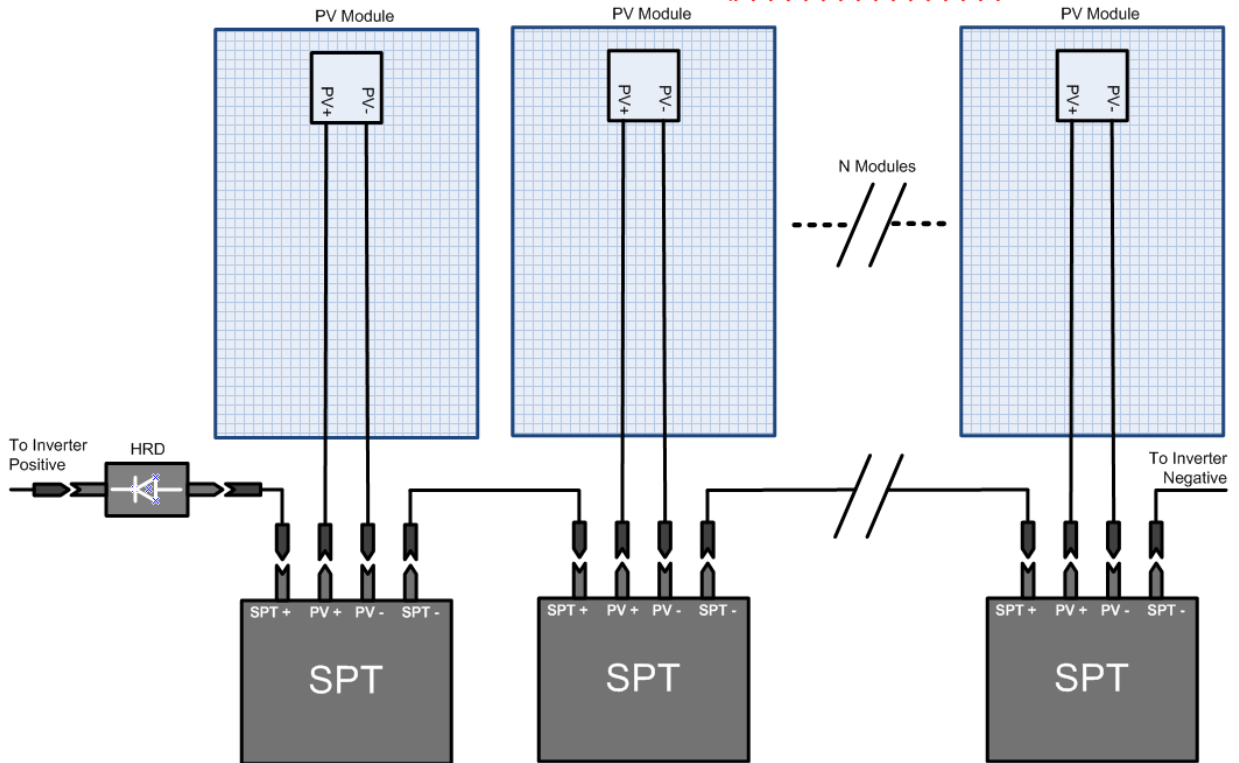 PV Module
PV Module
PV Module
PV+
PV-
PV+
PV-
PV+
PV-
N Modules
To Inverter
Positive
HRD
To Inverter
Negative
SPT + PV + PV - SPT -
SPT + PV + PV - SPT -
SPT + PV + PV - SPT -
SPT
SPT
SPT